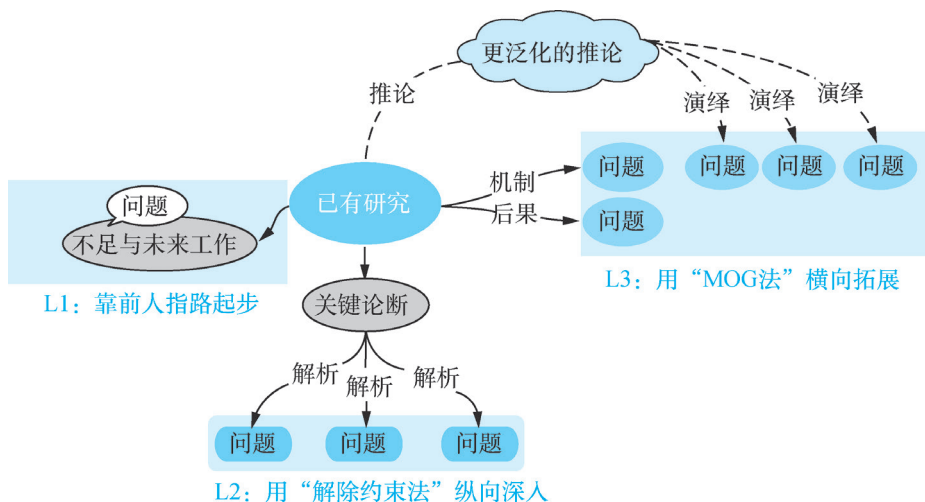 更泛化的推论
推论
演绎
演绎
演绎
问题
问题
问题
问题
机制
已有研究
后果
问题
问题
不足与未来工作
L3：用“MOG法”横向拓展
L1：靠前人指路起步
关键论断
解析
解析
解析
问题
问题
问题
L2：用“解除约束法”纵向深入